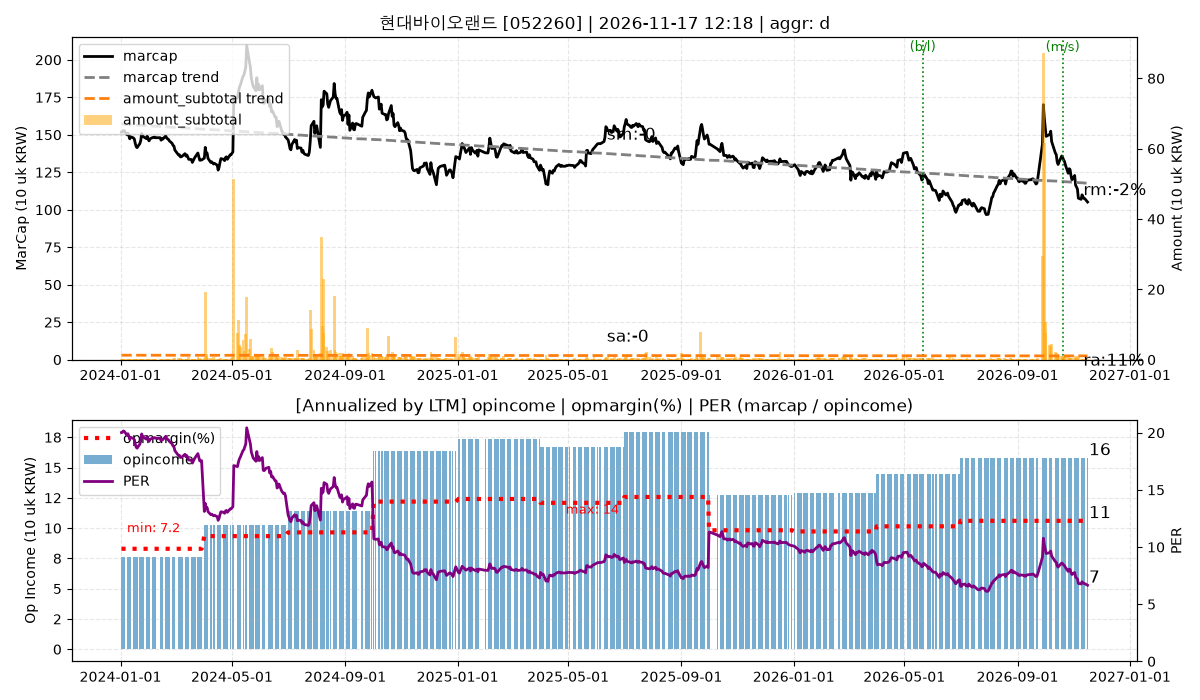 현대바이오랜드 [052260] | 2026-11-17 12:18 | aggr: d
marcap
marcap trend
amount_subtotal trend
amount_subtotal
(b/l)
(m/s)
sm:-0
rm:-2%
sa:-0
ra:11%
MarCap (10 uk KRW)
200
175
150
125
100
75
50
25
0
Amount (10 uk KRW)
80
60
40
20
0
2024-01-01 2024-05-01 2024-09-01 2025-01-01 2025-05-01 2025-09-01 2026-01-01 2026-05-01 2026-09-01 2027-01-01
[Annualized by LTM] opincome | opmargin(%) | PER (marcap / opincome)
opmargin(%)
opincome
PER
min: 7.2
max: 14
16
11
7
Op Income (10 uk KRW)
18
15
12
10
8
5
2
0
PER
20
15
10
5
0
2024-01-01 2024-05-01 2024-09-01 2025-01-01 2025-05-01 2025-09-01 2026-01-01 2026-05-01 2026-09-01 2027-01-01